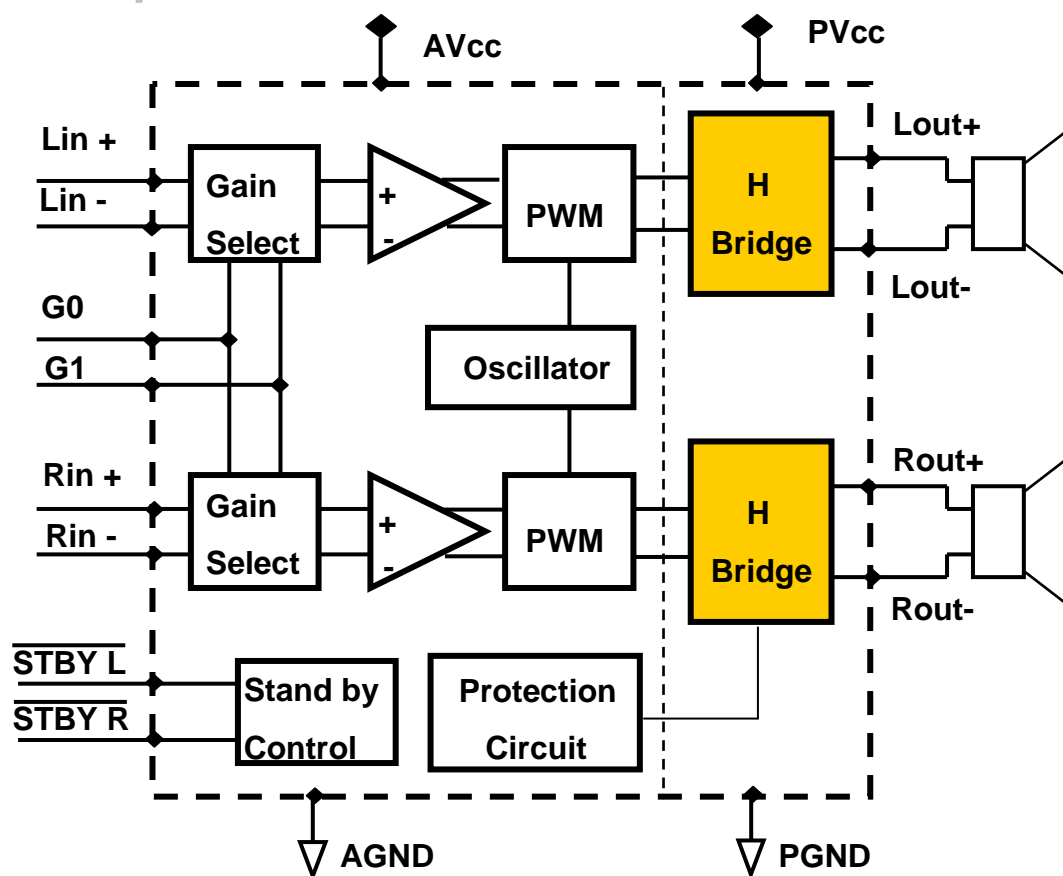 AVcc
PVcc
Lin +
Lin -
Gain
Select
+
-
PWM
H
Bridge
Lout+
Lout-
G0
G1
Oscillator
Rin +
Rin -
Gain
Select
+
-
PWM
H
Bridge
Rout+
Rout-
STBY L
STBY R
Stand by
Control
Protection
Circuit
AGND
PGND